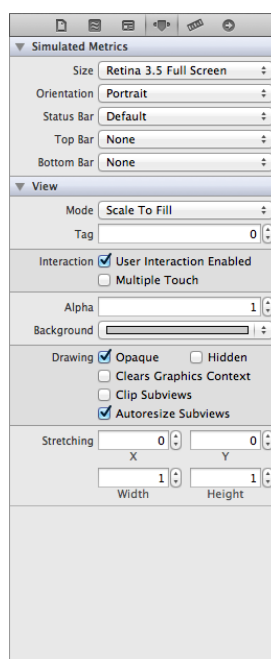 Simulated Metrics
Size Retina 3.5 Full Screen
Orientation Portrait
Status Bar Default
Top Bar None
Bottom Bar None
View
Mode Scale To Fill
Tag 0
Interaction User Interaction Enabled
Multiple Touch
Alpha 1
Background
Drawing Opaque Hidden
Clears Graphics Context
Clip Subviews
Autoresize Subviews
Stretching 0 0
X Y
1 1
Width Height